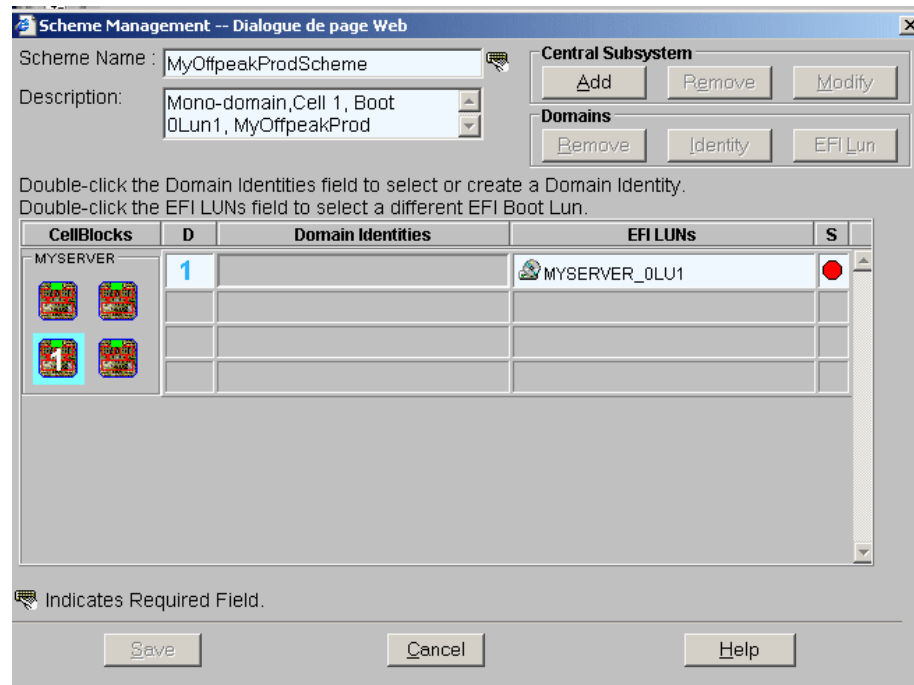 Scheme Management -- Dialogue de page Web
Scheme Name :
MyOffpeakProdScheme
Description:
Mono-domain,Cell 1, Boot
0Lun1, MyOffpeakProd
Central Subsystem
Add
Remove
Modify
Domains
Remove
Identity
EFI Lun
Double-click the Domain Identities field to select or create a Domain Identity.
Double-click the EFI LUNs field to select a different EFI Boot Lun.
CellBlocks D Domain Identities EFI LUNs S
MYSERVER
1
MYSERVER_0LU1
1
Indicates Required Field.
Save
Cancel
Help